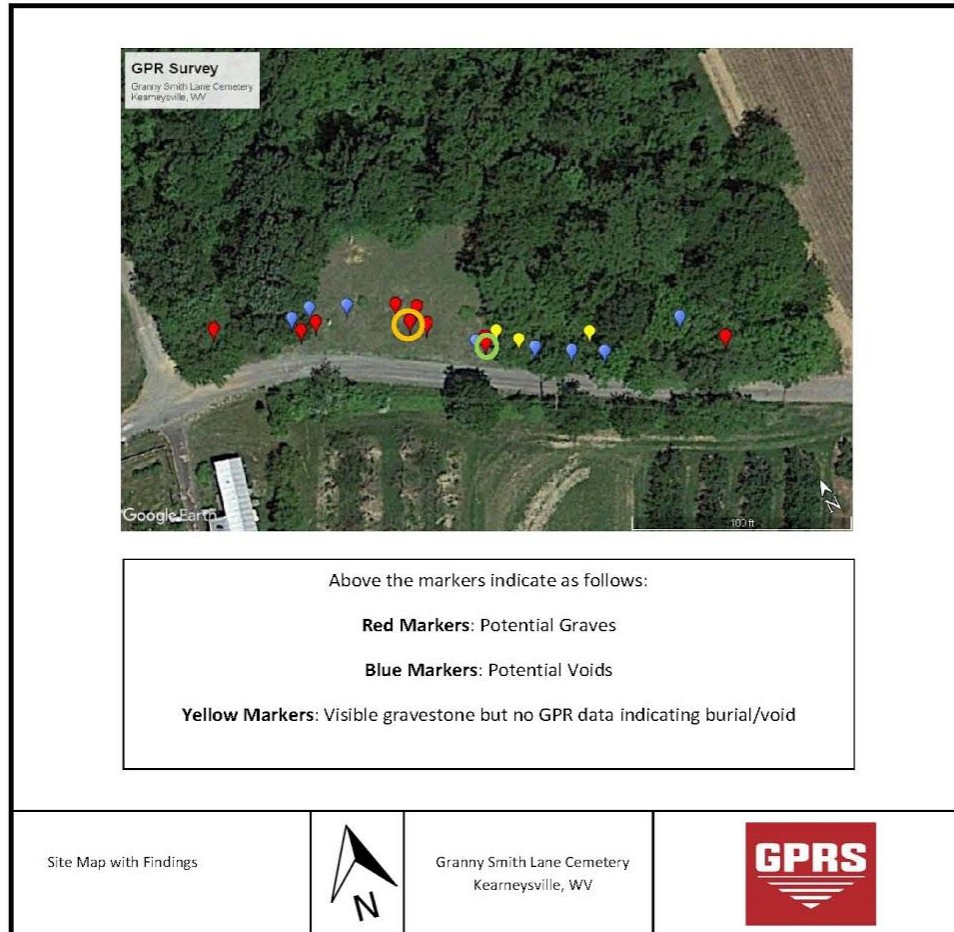 GPR Survey
Granny Smith Lane Cemetery
Kearneysville, WV
Google Earth
N
100 ft
Above the markers indicate as follows:
Red Markers: Potential Graves
Blue Markers: Potential Voids
Yellow Markers: Visible gravestone but no GPR data indicating burial/void
Site Map with Findings
N
Granny Smith Lane Cemetery
Kearneysville, WV
GPRS